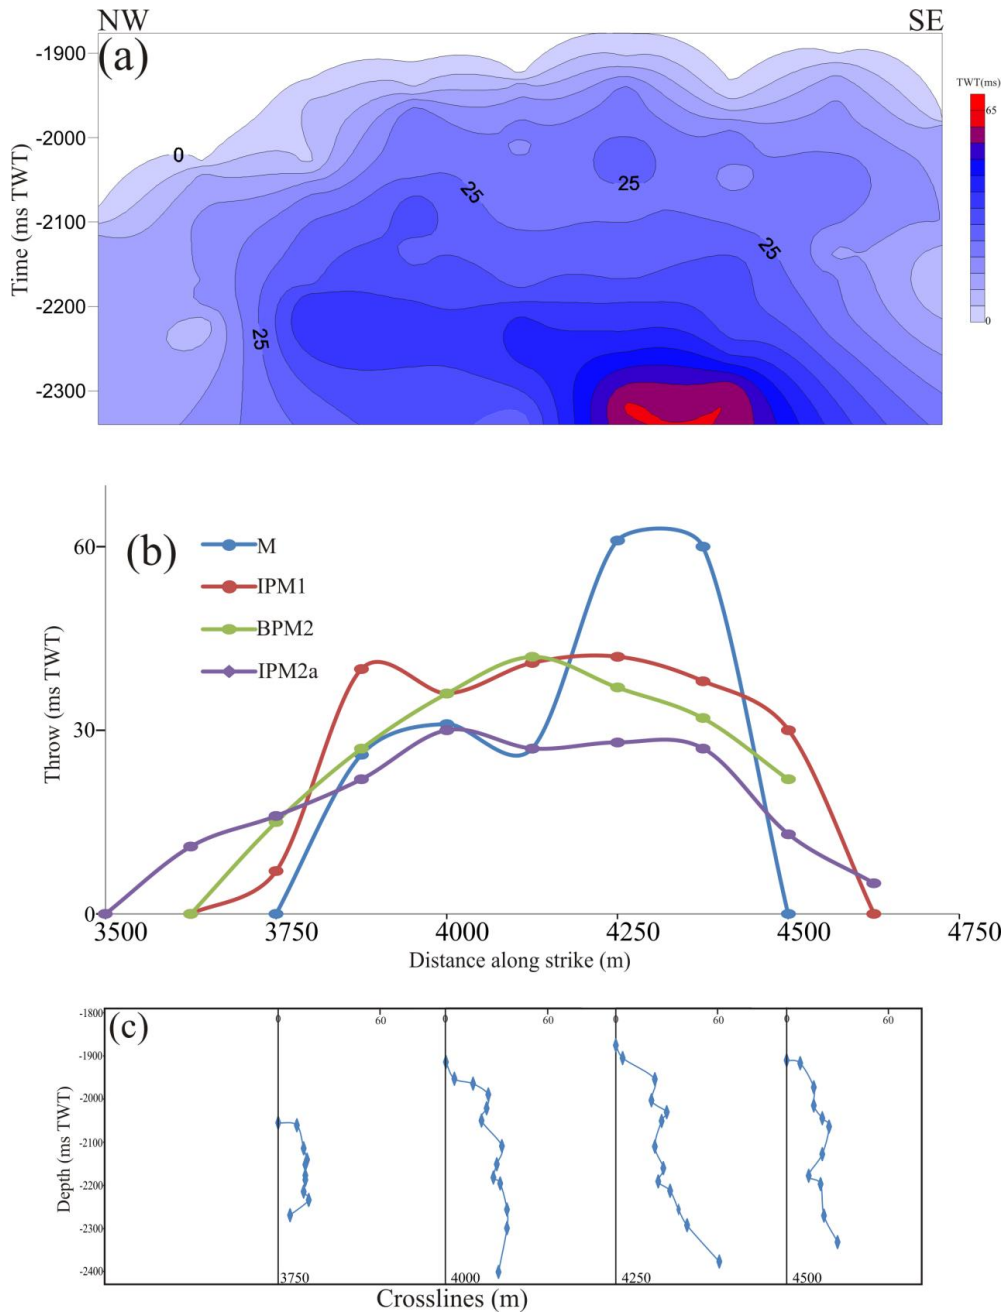 NW SE
(a)
TWT(ms)
65
0
-1900
-2000
-2100
-2200
-2300
Time (ms TWT)
0
25
25
25
25
(b)
M
IPM1
BPM2
IPM2a
60
30
0
Throw (ms TWT)
3500 3750 4000 4250 4500 4750
Distance along strike (m)
(c)
0 60 0 60 0 60 0 60
-1800
-1900
-2000
-2100
-2200
-2300
-2400
Depth (ms TWT)
3750 4000 4250 4500
Crosslines (m)